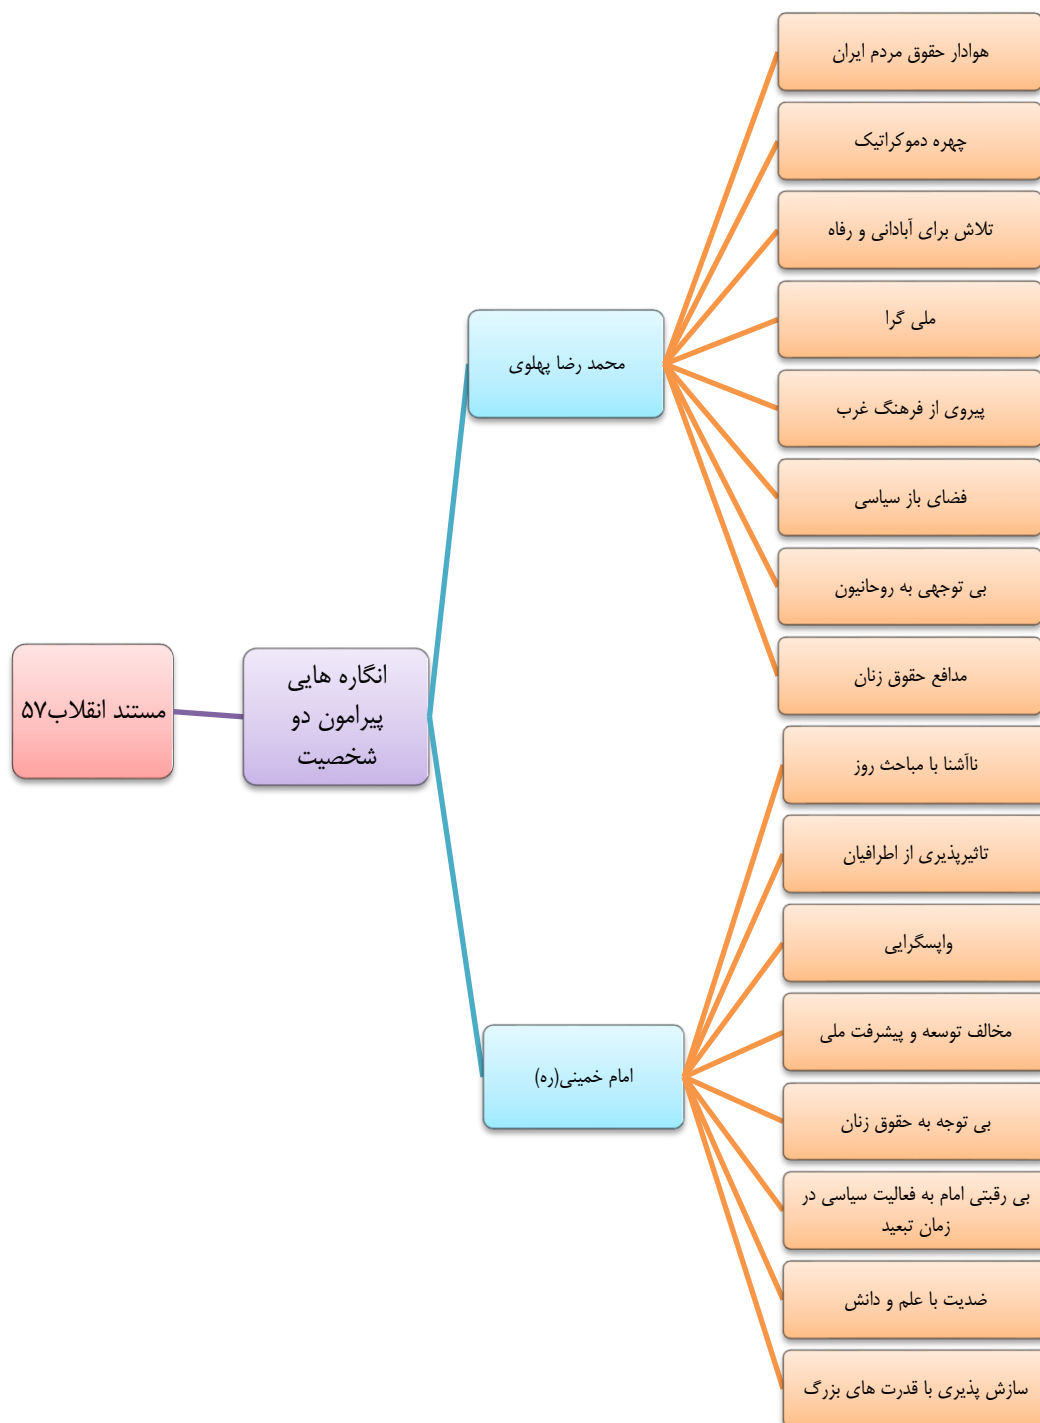 مستند انقلاب۵۷
انگاره هایی
پیرامون دو
شخصیت
محمد رضا پهلوی
هوادار حقوق مردم ایران
چهره دموکراتیک
تلاش برای آبادانی و رفاه
ملی گرا
پیروی از فرهنگ غرب
فضای باز سیاسی
بی توجهی به روحانیون
مدافع حقوق زنان
امام خمینی(ره)
ناآشنا با مباحث روز
تاثیرپذیری از اطرافیان
واپسگرایی
مخالف توسعه و پیشرفت ملی
بی توجه به حقوق زنان
بی رقبتی امام به فعالیت سیاسی در
زمان تبعید
ضدیت با علم و دانش
سازش پذیری با قدرت های بزرگ